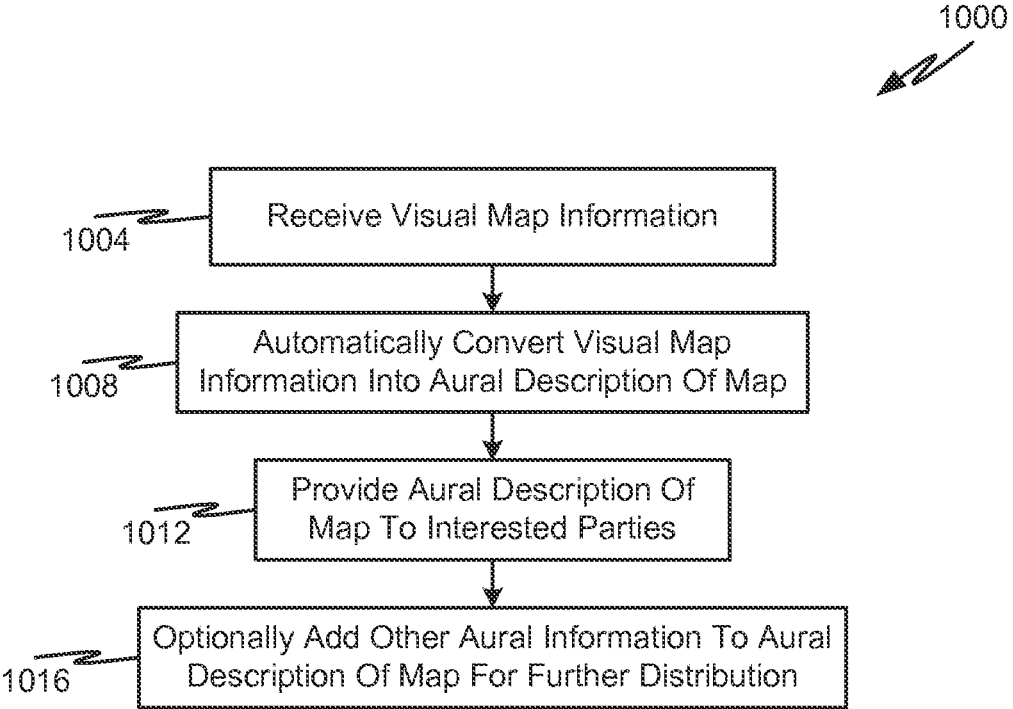 1000
Receive Visual Map Information
1004
Automatically Convert Visual Map
Information Into Aural Description Of Map
1008
Provide Aural Description Of
Map To Interested Parties
1012
Optionally Add Other Aural Information To Aural
Description Of Map For Further Distribution
1016